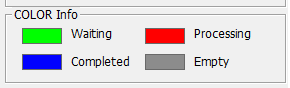 COLOR Info
Waiting Processing
Completed Empty